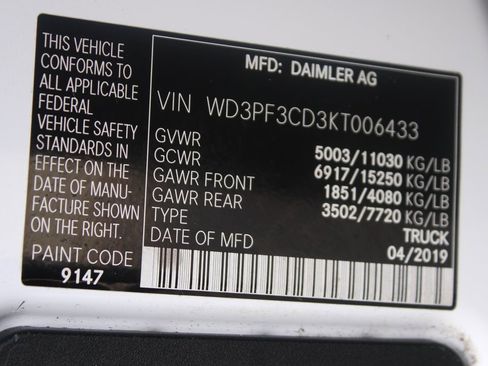 THIS VEHICLE
CONFORMS TO
ALL APPLICABLE
FEDERAL
MOTOR
VEHICLE SAFETY
STANDARDS
IN EFFECT ON THE
DATE OF MANU-
FACTURE SHOWN
ON THE RIGHT.
PAINT CODE
9147
MFD: DAIMLER AG
VIN WD3PF3CD3KT006433
GVWR 5003/11030 KG/LB
GCWR 6917/15250 KG/LB
GAWR FRONT 1851/4080 KG/LB
GAWR REAR 3502/7720 KG/LB
TYPE TRUCK
DATE OF MFD 04/2019